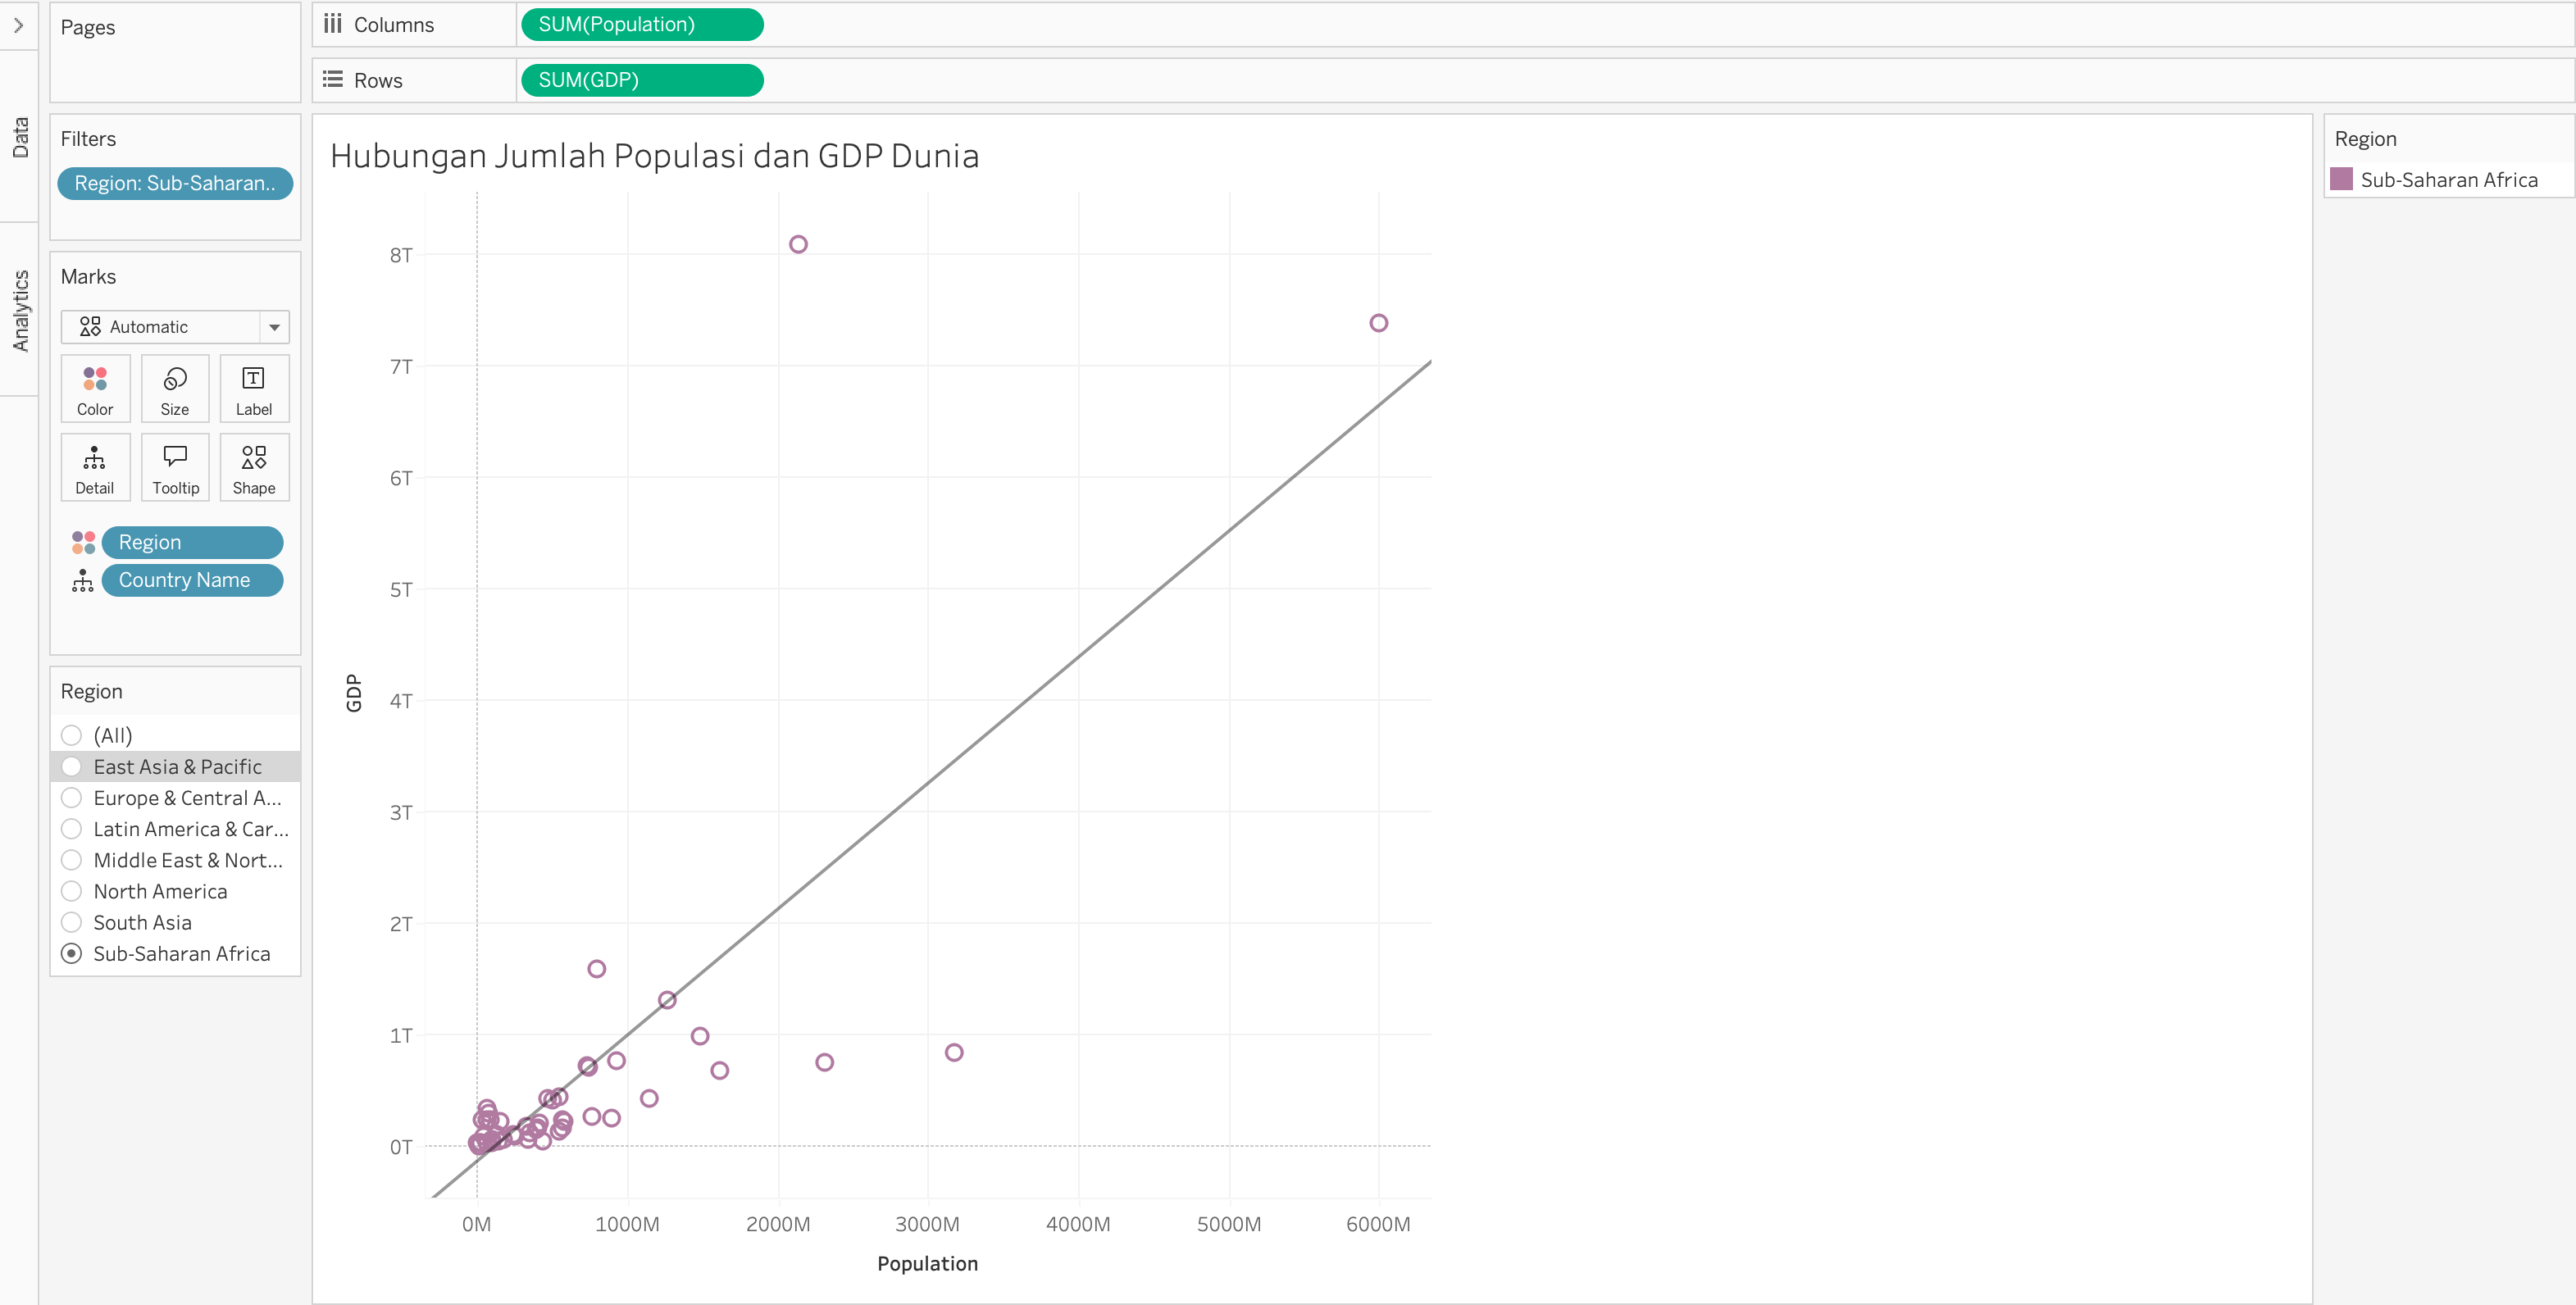 Pages
Columns
SUM(Population)
Rows
SUM(GDP)
Data
Analytics
Filters
Region: Sub-Saharan..
Marks
Automatic
Color
Size
Label
Detail
Tooltip
Shape
Region
Country Name
Region
(All)
East Asia & Pacific
Europe & Central A...
Latin America & Car...
Middle East & Nort...
North America
South Asia
Sub-Saharan Africa
Hubungan Jumlah Populasi dan GDP Dunia
8T
7T
6T
5T
4T
3T
2T
1T
0T
GDP
0M
1000M
2000M
3000M
4000M
5000M
6000M
Population
Region
Sub-Saharan Africa